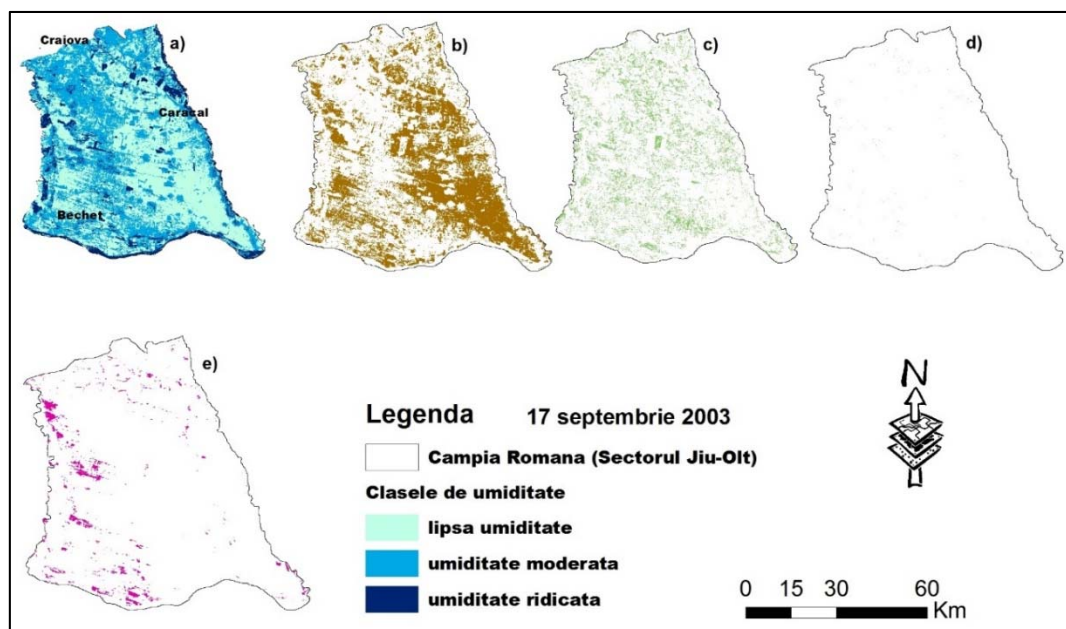 Craiova
a)
b)
c)
d)
Caracal
Bechet
e)
Legenda 17 septembrie 2003
Campia Romana (Sectorul Jiu-Olt)
Clasele de umiditate
lipsa umiditate
umiditate moderata
umiditate ridicata
N
0 15 30 60
Km